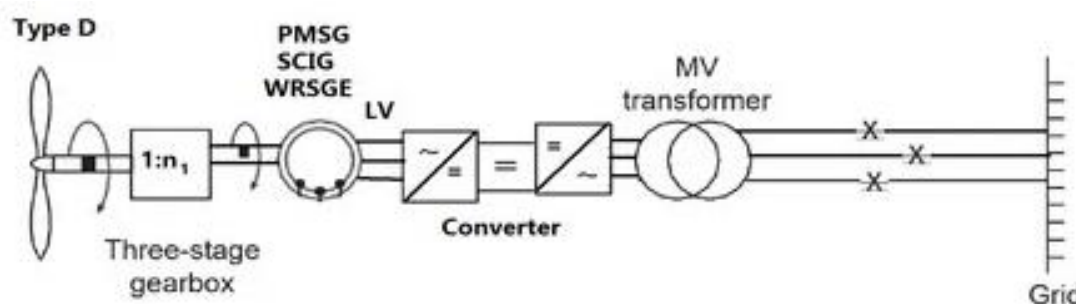 Type D
PMSG
SCIG
WRSGE
LV
MV
transformer
1:n₁
~
=
=
=
~
X
X
X
Converter
Three-stage
gearbox
Grid